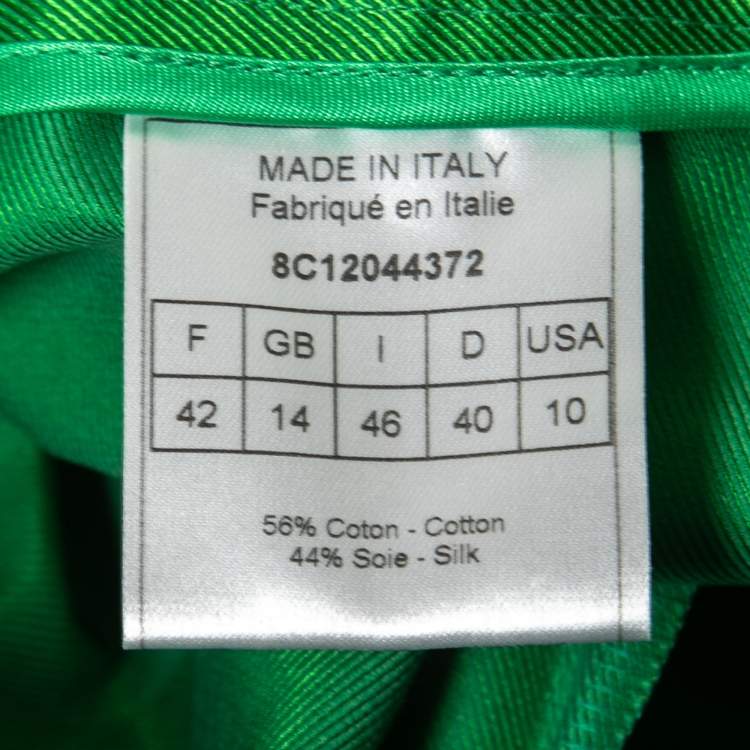 MADE IN ITALY
Fabriqué en Italie
8C12044372
F GB I D USA
42 14 46 40 10
56% Coton - Cotton
44% Soie - Silk